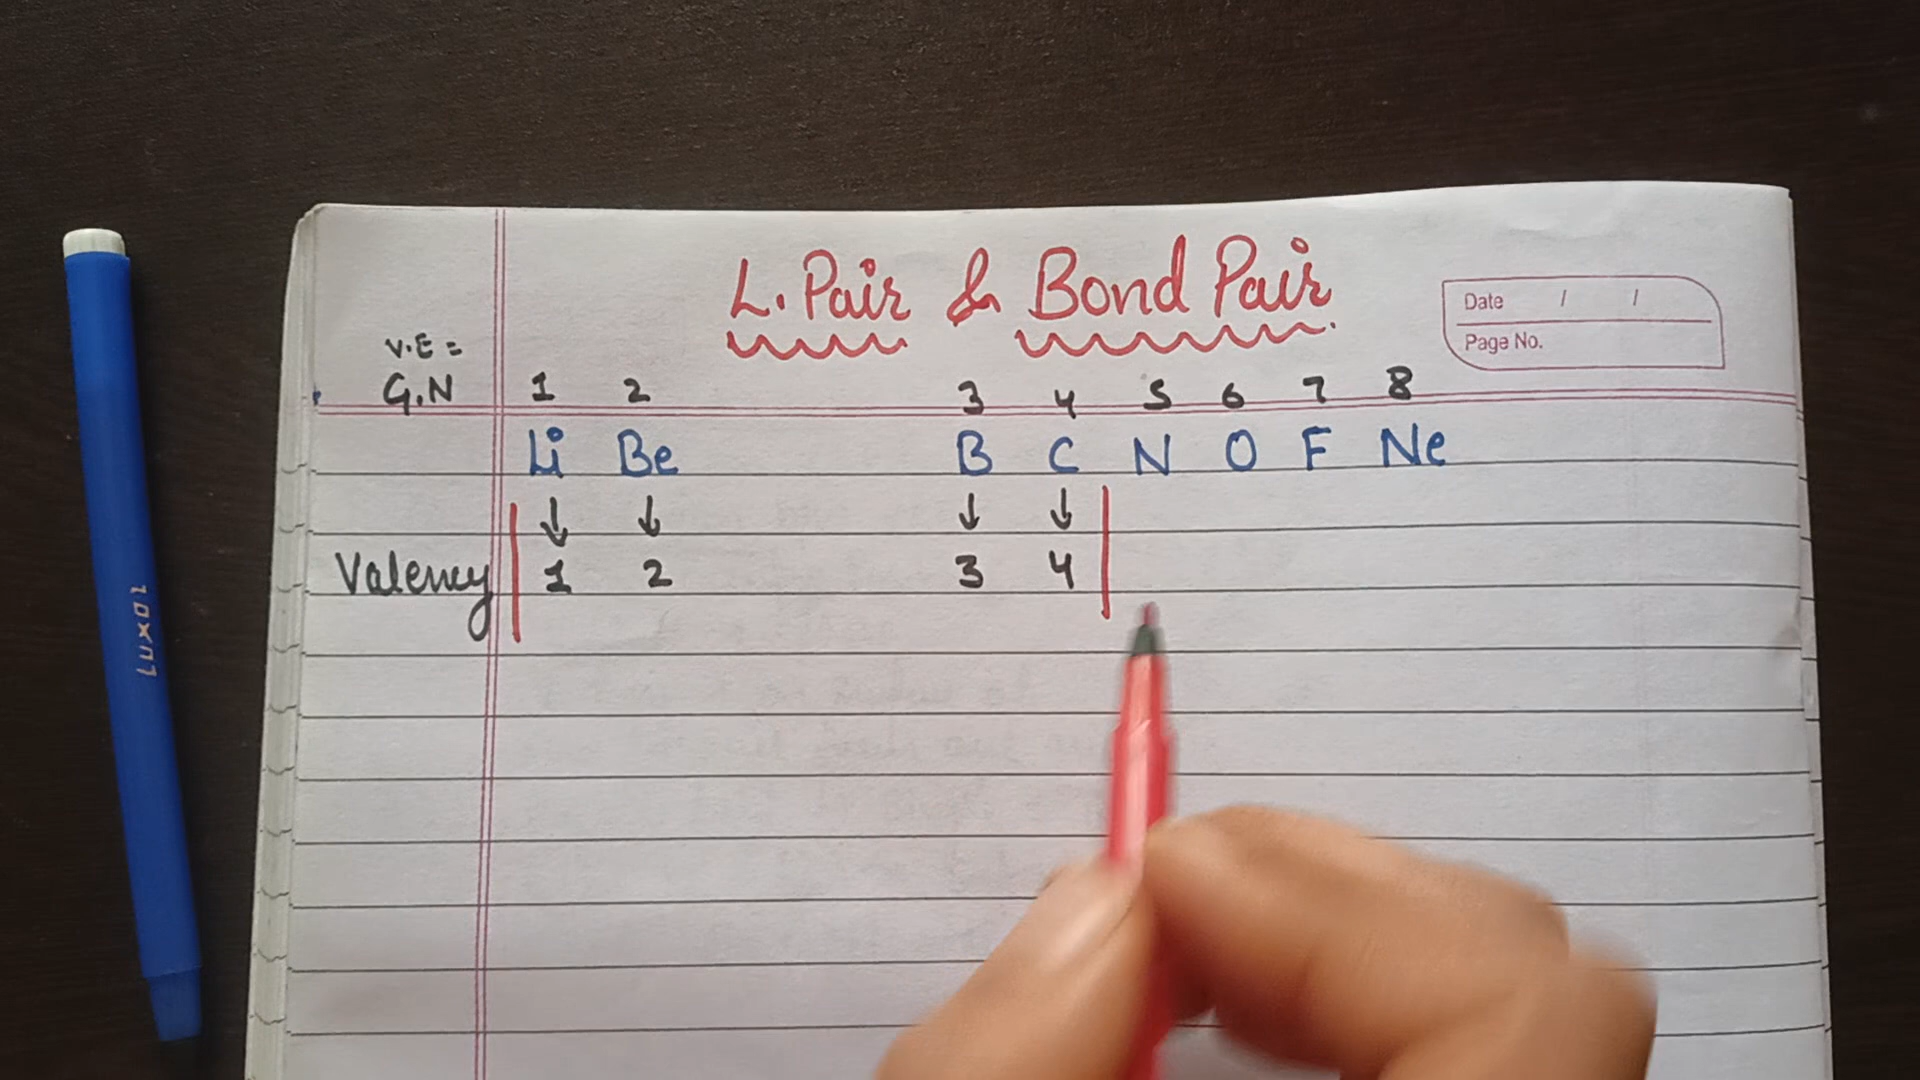 L. Pair & Bond Pair
Date / /
Page No.
V.E =
G.N 1 2 3 4 5 6 7 8
Li Be B C N O F Ne
↓ ↓ ↓ ↓
Valency 1 2 3 4
LUXOR